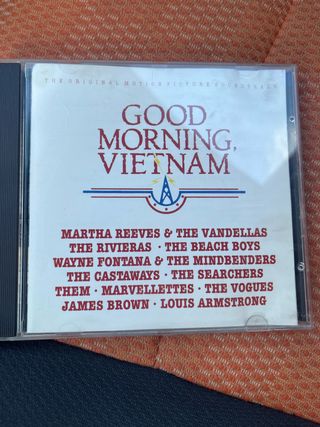 THE ORIGINAL MOTION PICTURE SOUNDTRACK
GOOD
MORNING,
VIETNAM
MARTHA REEVES & THE VANDELLAS
THE RIVIERAS · THE BEACH BOYS
WAYNE FONTANA & THE MINDBENDERS
THE CASTAWAYS · THE SEARCHERS
THEM · MARVELLETTES · THE VOGUES
JAMES BROWN · LOUIS ARMSTRONG